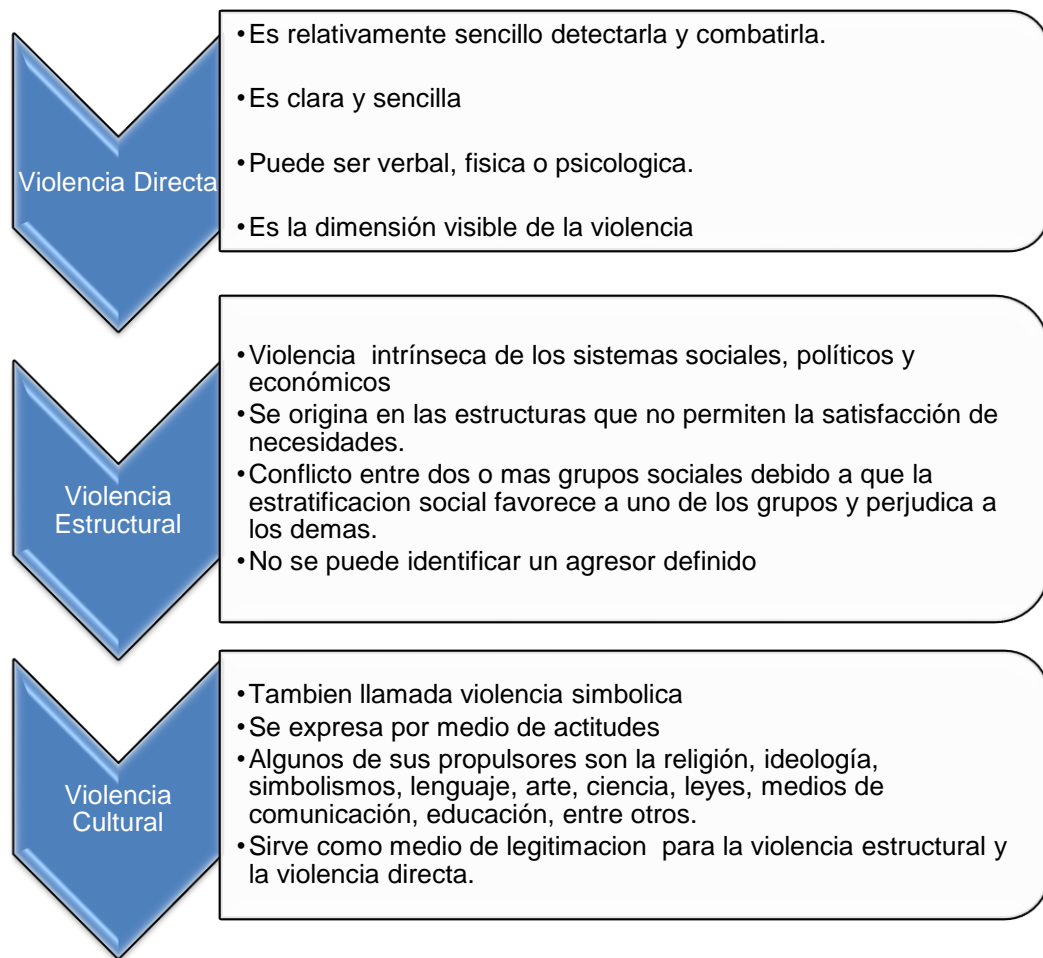 Violencia Directa
•Es relativamente sencillo detectarla y combatirla.
•Es clara y sencilla
•Puede ser verbal, fisica o psicologica.
•Es la dimensión visible de la violencia
Violencia
Estructural
•Violencia  intrínseca de los sistemas sociales, políticos y
económicos
•Se origina en las estructuras que no permiten la satisfacción de
necesidades.
•Conflicto entre dos o mas grupos sociales debido a que la
estratificacion social favorece a uno de los grupos y perjudica a
los demas.
•No se puede identificar un agresor definido
Violencia
Cultural
•Tambien llamada violencia simbolica
•Se expresa por medio de actitudes
•Algunos de sus propulsores son la religión, ideología,
simbolismos, lenguaje, arte, ciencia, leyes, medios de
comunicación, educación, entre otros.
•Sirve como medio de legitimacion  para la violencia estructural y
la violencia directa.